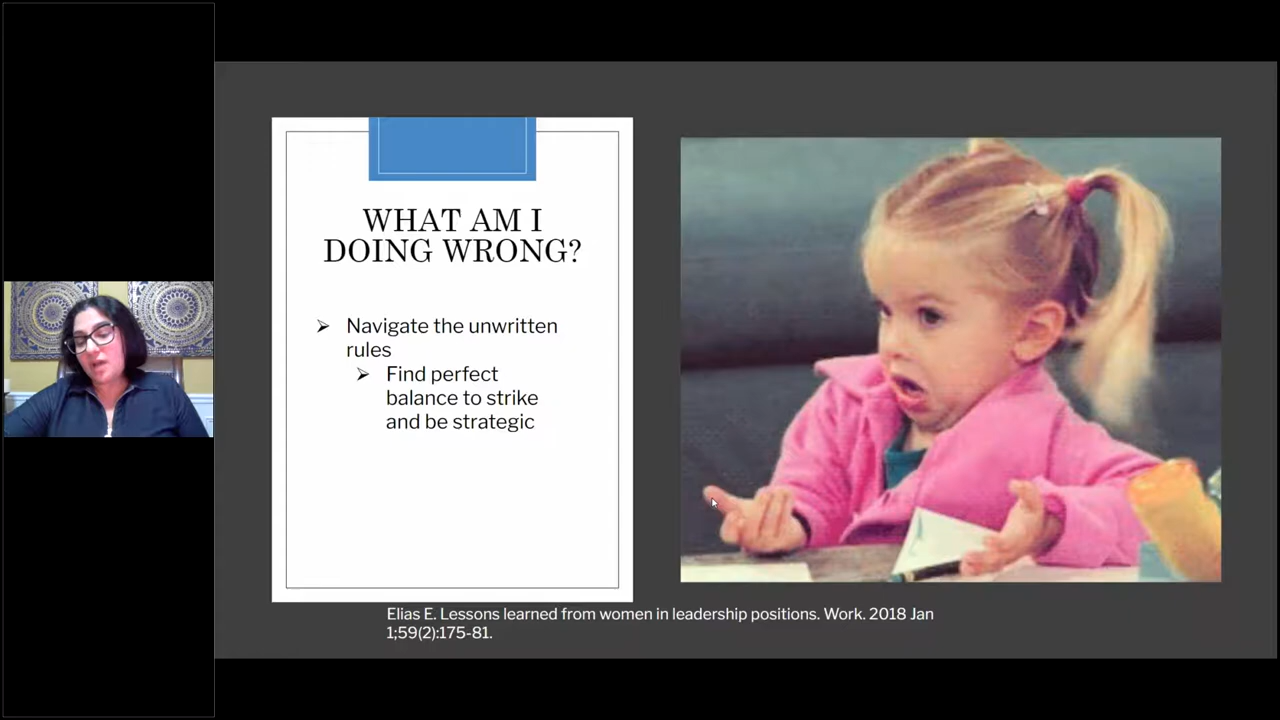 WHAT AM I
DOING WRONG?
➢ Navigate the unwritten
rules
➢ Find perfect
balance to strike
and be strategic
Elias E. Lessons learned from women in leadership positions. Work. 2018 Jan
1;59(2):175-81.